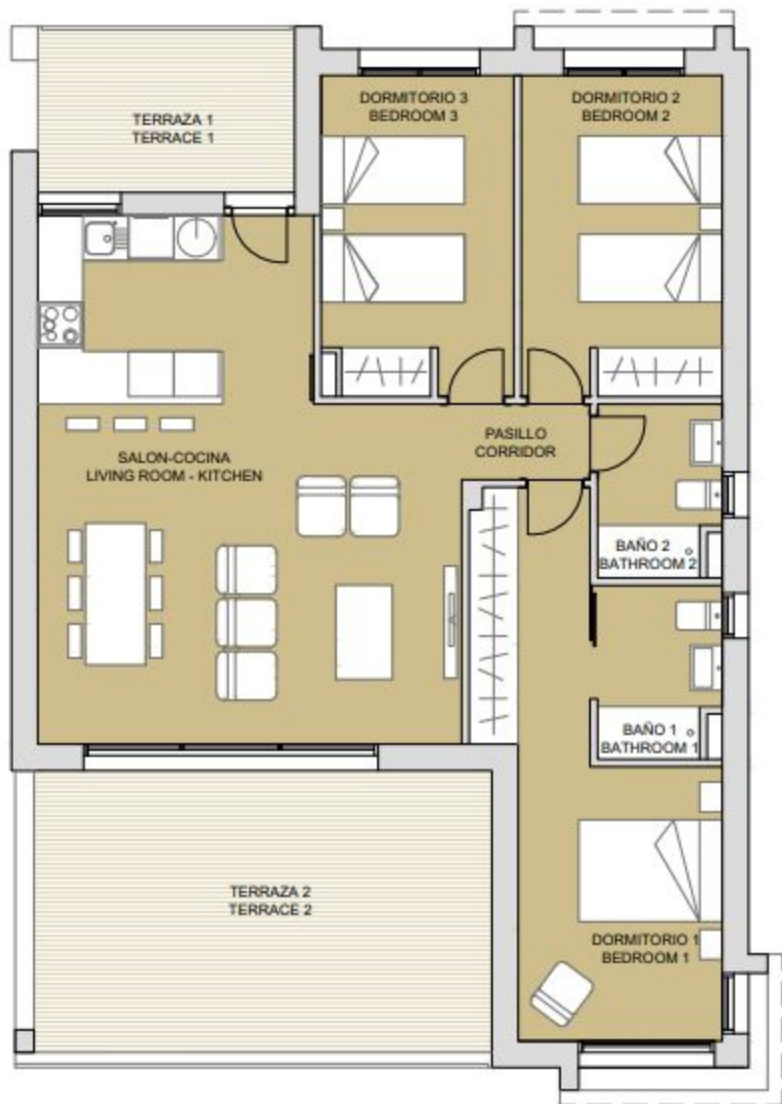 TERRAZA 1
TERRACE 1
DORMITORIO 3
BEDROOM 3
DORMITORIO 2
BEDROOM 2
SALON-COCINA
LIVING ROOM - KITCHEN
PASILLO
CORRIDOR
BAÑO 2
BATHROOM 2
BAÑO 1
BATHROOM 1
TERRAZA 2
TERRACE 2
DORMITORIO 1
BEDROOM 1